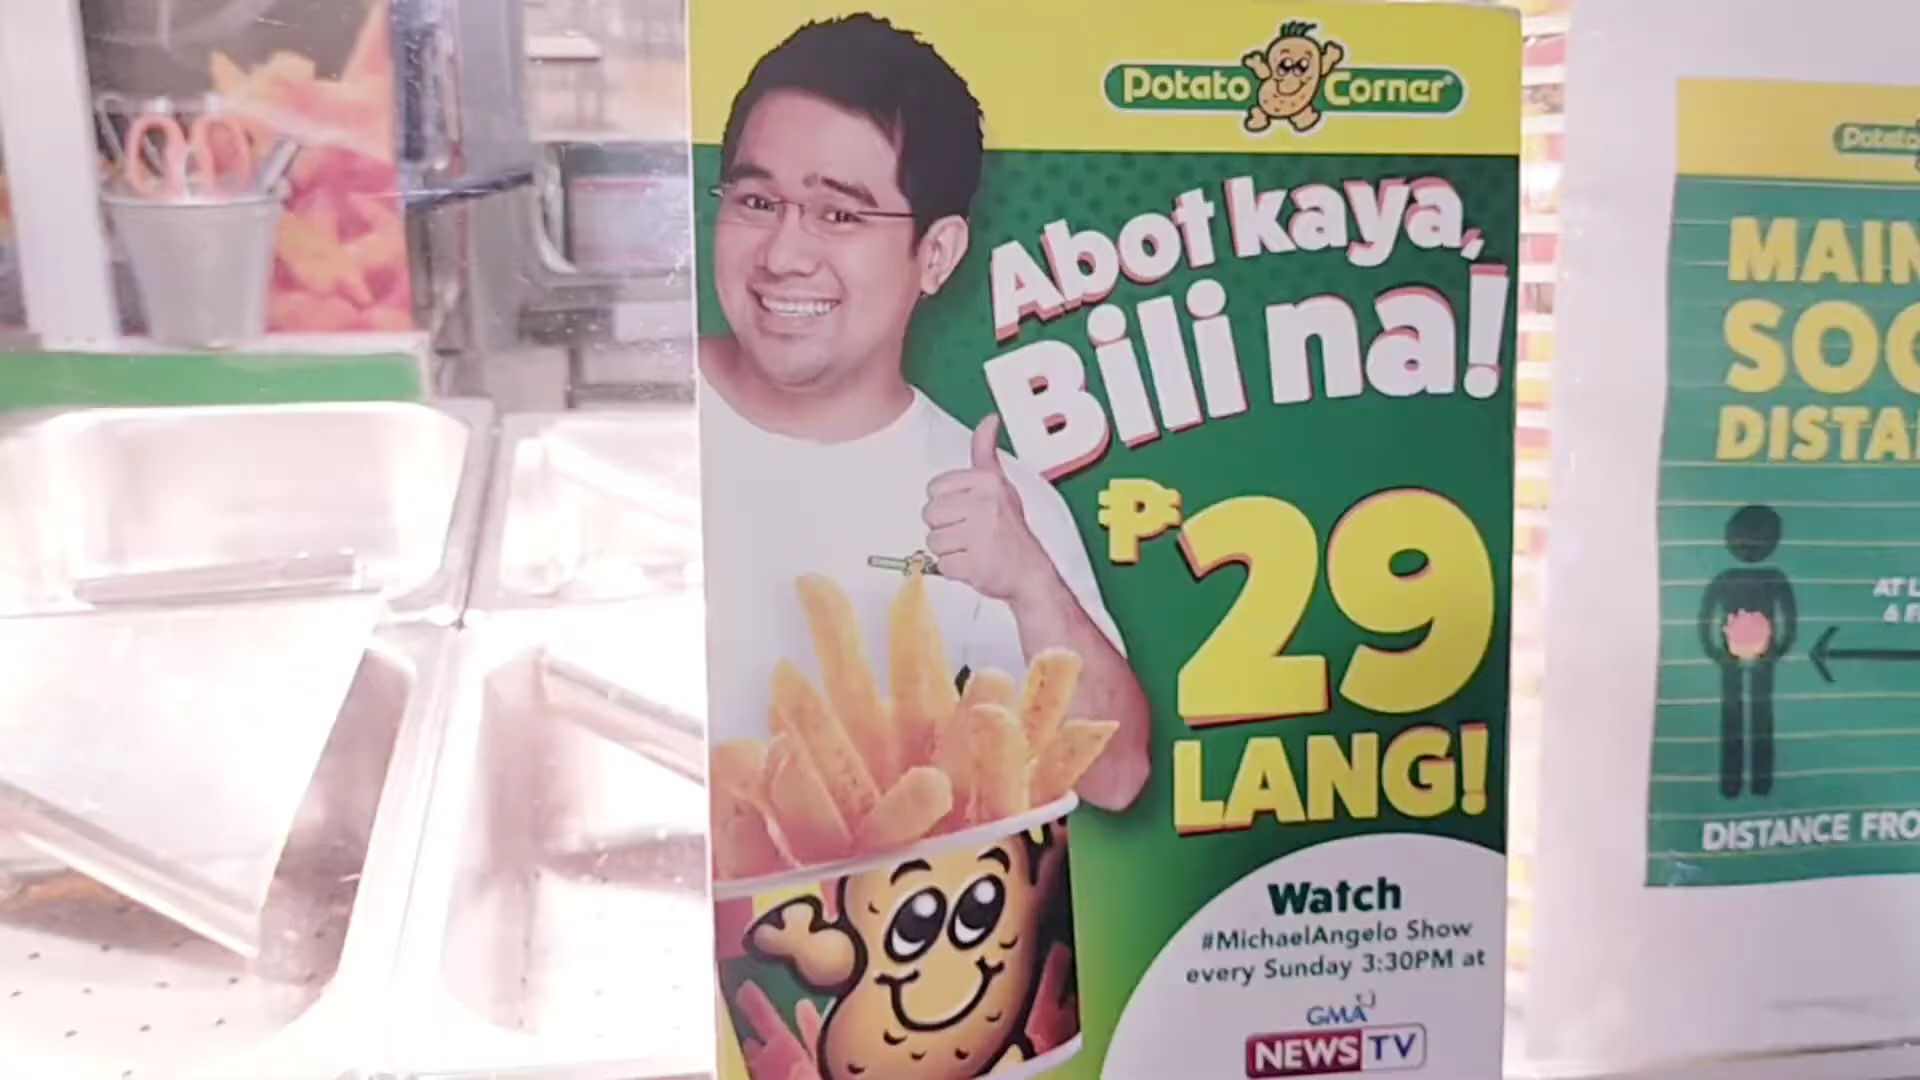 Potato Corner
Abot kaya,
Bili na!
₱29
LANG!
Watch
#MichaelAngelo Show
every Sunday 3:30PM at
GMA
NEWS TV
Potato
DISTANCE